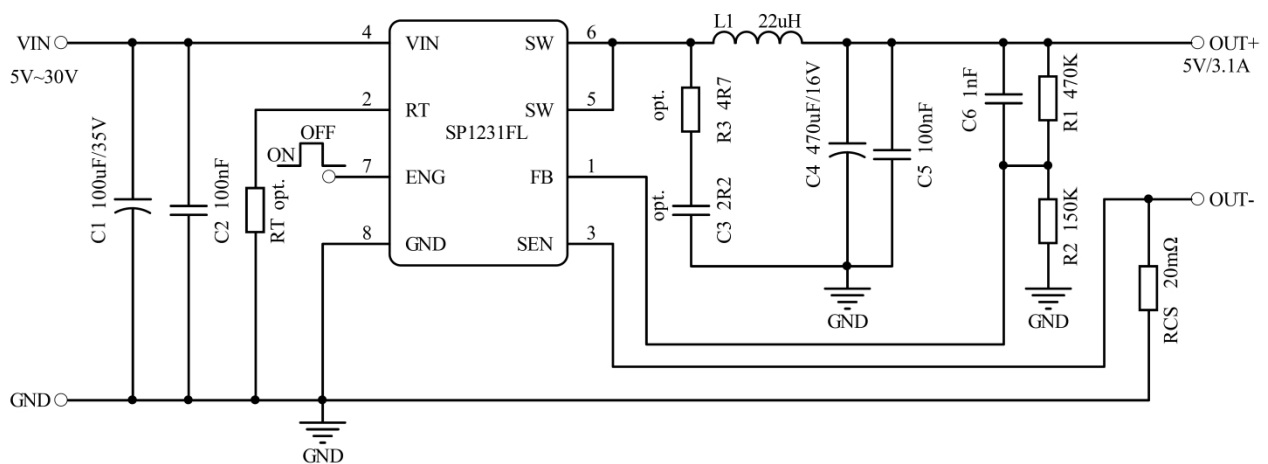 VIN
5V~30V
C1 100uF/35V
C2 100nF
RT opt.
ON
OFF
4
2
7
8
VIN
RT
ENG
GND
SP1231FL
SW
SW
FB
SEN
6
5
1
3
L1 22uH
opt.
R3 4R7
opt.
C3 2R2
C4 470uF/16V
C5 100nF
GND
C6 1nF
R1 470K
R2 150K
GND
OUT+
5V/3.1A
OUT-
RCS 20mΩ
GND
GND